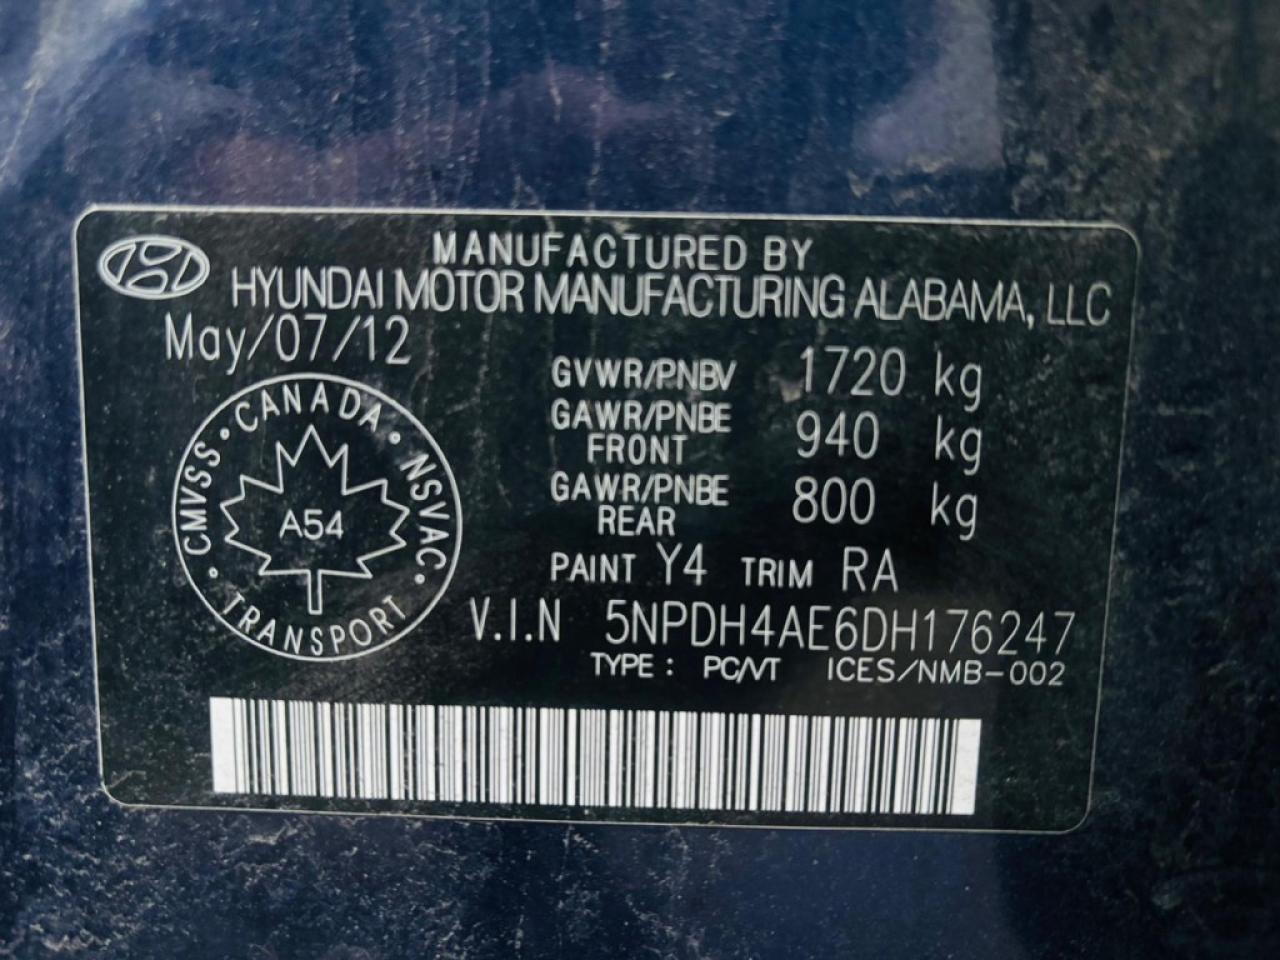 MANUFACTURED BY
HYUNDAI MOTOR MANUFACTURING ALABAMA, LLC
May/07/12
GVWR/PNBV 1720 kg
GAWR/PNBE FRONT 940 kg
GAWR/PNBE REAR 800 kg
PAINT Y4 TRIM RA
V.I.N 5NPDH4AE6DH176247
TYPE : PC/VT ICES/NMB-002
CMVSS · CANADA · NSVAC · TRANSPORT ·
A54